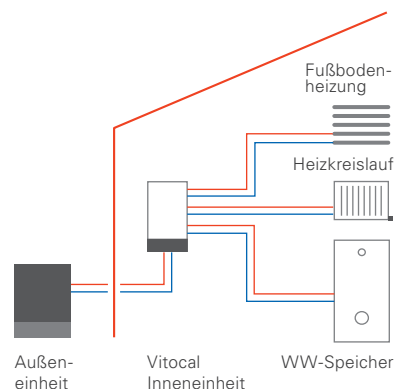 Fußboden-
heizung
Heizkreislauf
Außen-
einheit
Vitocal
Inneneinheit
WW-Speicher